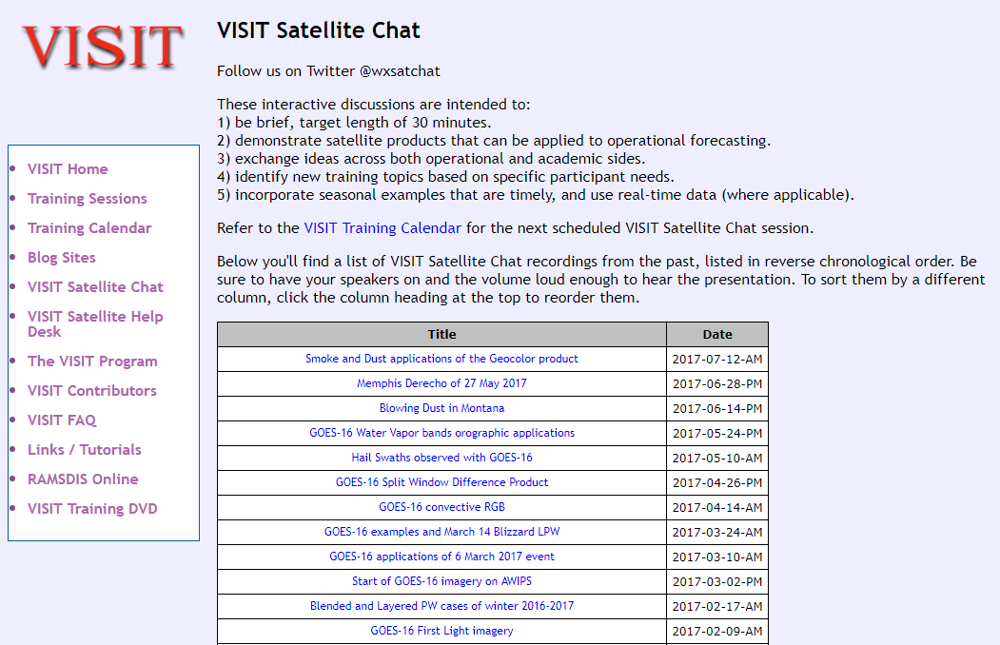 VISIT
VISIT Home
Training Sessions
Training Calendar
Blog Sites
VISIT Satellite Chat
VISIT Satellite Help
Desk
The VISIT Program
VISIT Contributors
VISIT FAQ
Links / Tutorials
RAMSDIS Online
VISIT Training DVD
VISIT Satellite Chat
Follow us on Twitter @wxsatchat
These interactive discussions are intended to:
1) be brief, target length of 30 minutes.
2) demonstrate satellite products that can be applied to operational forecasting.
3) exchange ideas across both operational and academic sides.
4) identify new training topics based on specific participant needs.
5) incorporate seasonal examples that are timely, and use real-time data (where applicable).
Refer to the VISIT Training Calendar for the next scheduled VISIT Satellite Chat session.
Below you'll find a list of VISIT Satellite Chat recordings from the past, listed in reverse chronological order. Be
sure to have your speakers on and the volume loud enough to hear the presentation. To sort them by a different
column, click the column heading at the top to reorder them.
Title Date
Smoke and Dust applications of the Geocolor product 2017-07-12-AM
Memphis Derecho of 27 May 2017 2017-06-28-PM
Blowing Dust in Montana 2017-06-14-PM
GOES-16 Water Vapor bands orographic applications 2017-05-24-PM
Hail Swaths observed with GOES-16 2017-05-10-AM
GOES-16 Split Window Difference Product 2017-04-26-PM
GOES-16 convective RGB 2017-04-14-AM
GOES-16 examples and March 14 Blizzard LPW 2017-03-24-AM
GOES-16 applications of 6 March 2017 event 2017-03-10-AM
Start of GOES-16 imagery on AWIPS 2017-03-02-PM
Blended and Layered PW cases of winter 2016-2017 2017-02-17-AM
GOES-16 First Light imagery 2017-02-09-AM